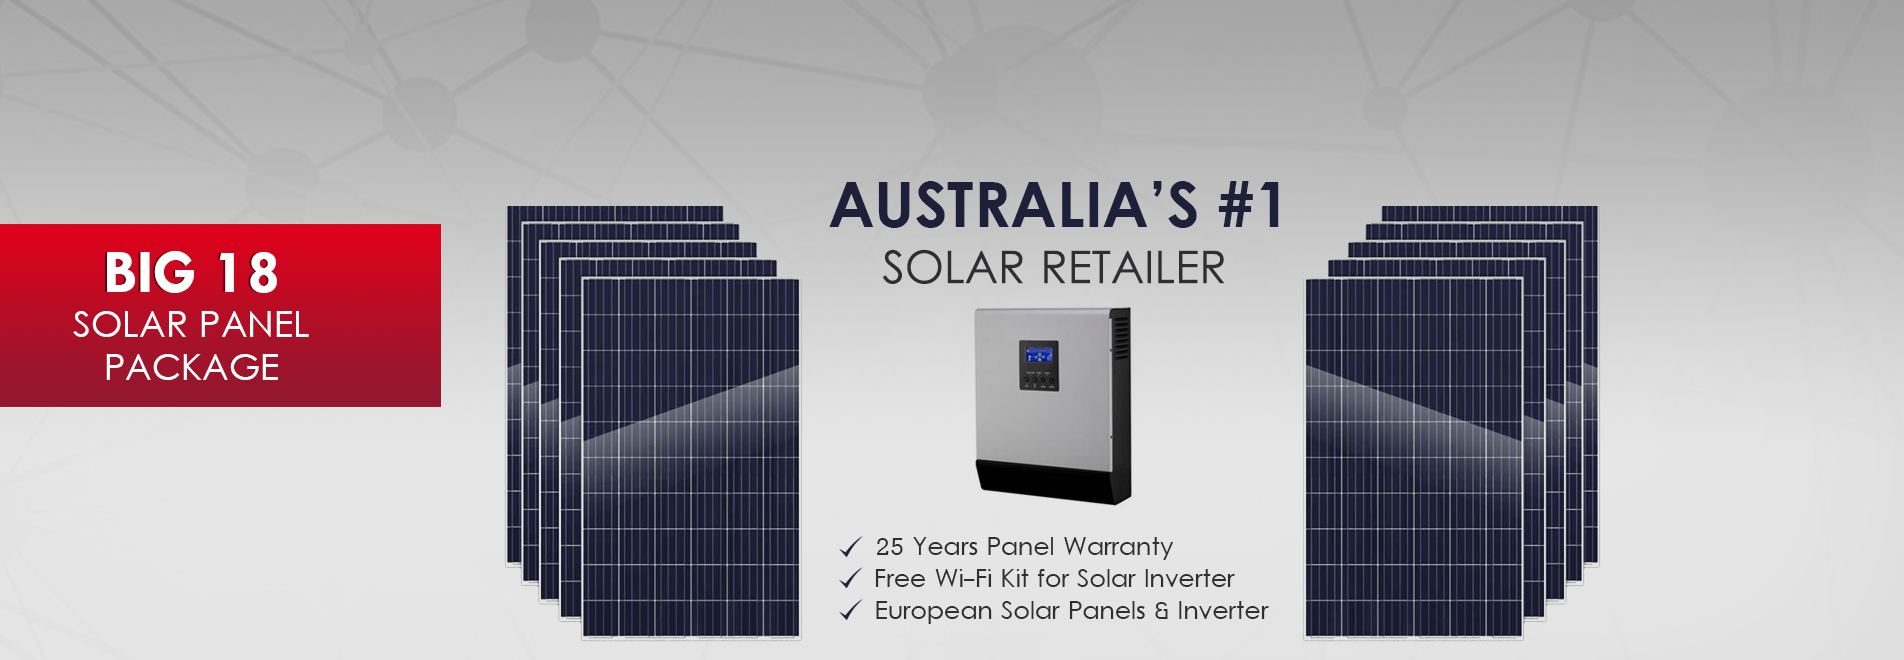 BIG 18
SOLAR PANEL
PACKAGE
AUSTRALIA'S #1
SOLAR RETAILER
25 Years Panel Warranty
Free Wi-Fi Kit for Solar Inverter
European Solar Panels & Inverter